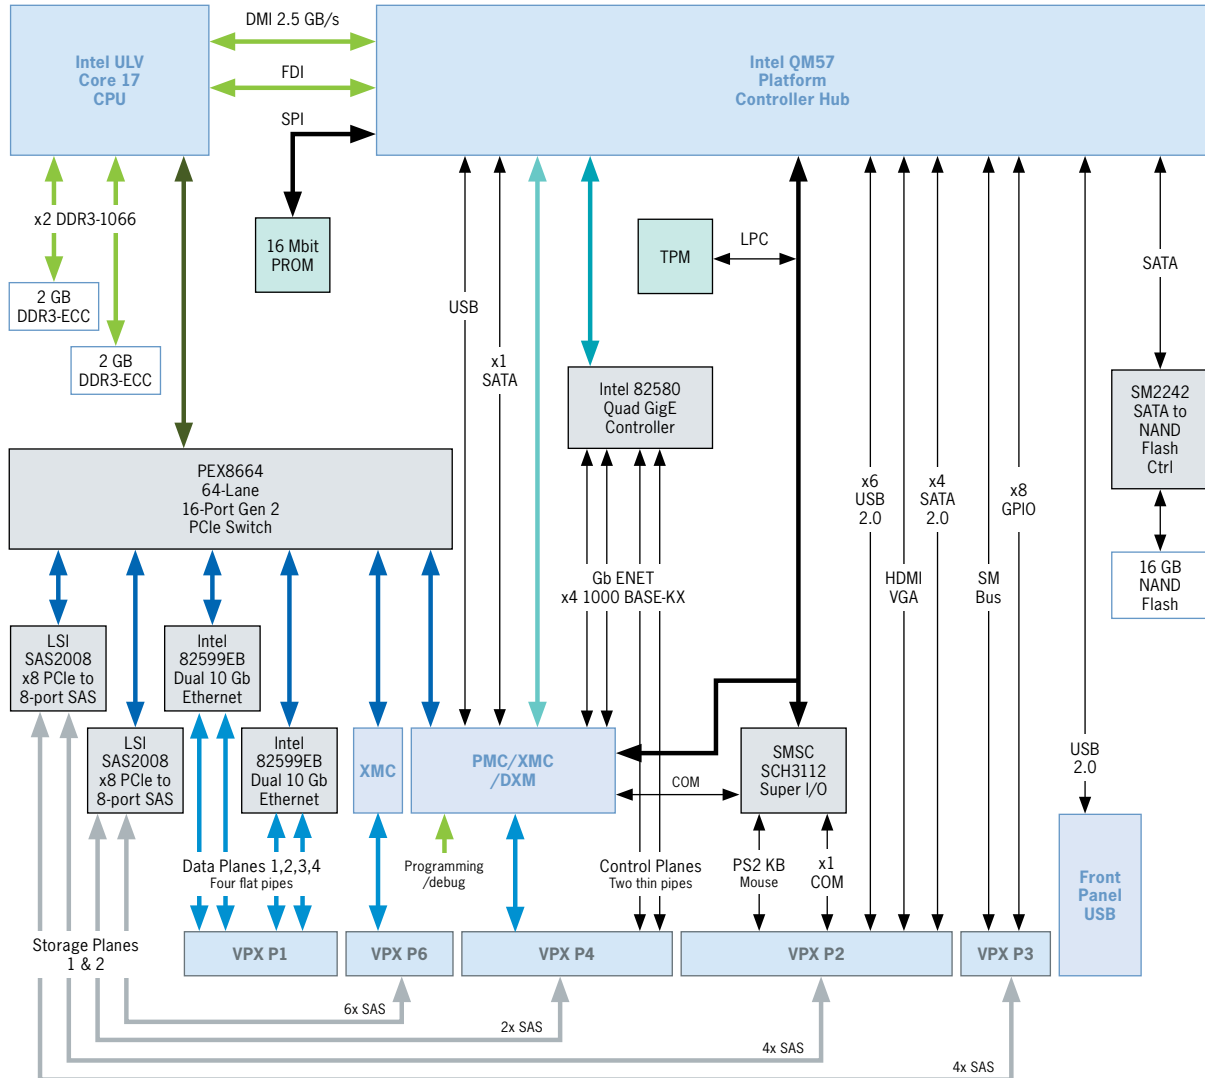 DMI 2.5 GB/s
Intel ULV
Core 17
CPU
FDI
Intel QM57
Platform
Controller Hub
SPI
x2 DDR3-1066
16 Mbit
PROM
TPM
LPC
SATA
2 GB
DDR3-ECC
2 GB
DDR3-ECC
USB
x1
SATA
Intel 82580
Quad GigE
Controller
SM2242
SATA to
NAND
Flash
Ctrl
PEX8664
64-Lane
16-Port Gen 2
PCIe Switch
x6
USB
2.0
x4
SATA
2.0
x8
GPIO
Gb ENET
x4 1000 BASE-KX
HDMI
VGA
SM
Bus
16 GB
NAND
Flash
LSI
SAS2008
x8 PCIe to
8-port SAS
Intel
82599EB
Dual 10 Gb
Ethernet
LSI
SAS2008
x8 PCIe to
8-port SAS
Intel
82599EB
Dual 10 Gb
Ethernet
XMC
PMC/XMC
/DXM
COM
SMSC
SCH3112
Super I/O
USB
2.0
Data Planes 1,2,3,4
Four flat pipes
Programming
/debug
Control Planes
Two thin pipes
PS2 KB
Mouse
x1
COM
Front
Panel
USB
Storage Planes
1 & 2
VPX P1
VPX P6
VPX P4
VPX P2
VPX P3
6x SAS
2x SAS
4x SAS
4x SAS